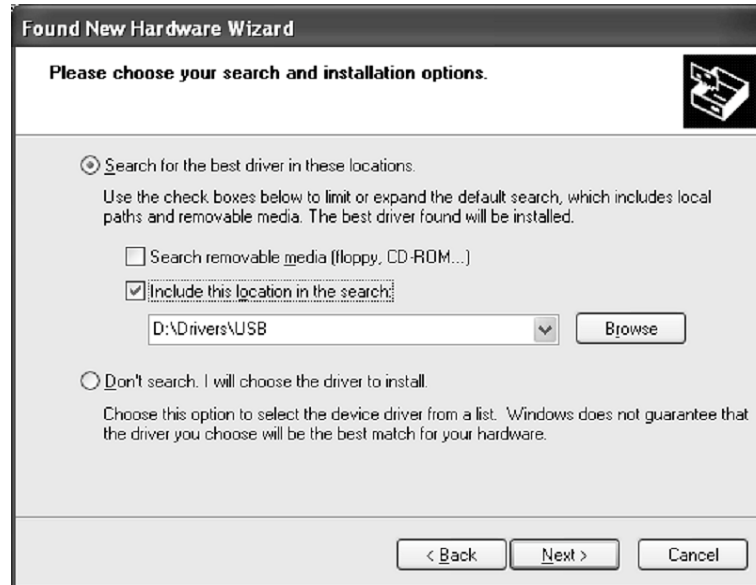 Found New Hardware Wizard
Please choose your search and installation options.
Search for the best driver in these locations.
Use the check boxes below to limit or expand the default search, which includes local
paths and removable media. The best driver found will be installed.
Search removable media (floppy, CD-ROM...)
Include this location in the search:
D:\Drivers\USB
Browse
Don't search. I will choose the driver to install.
Choose this option to select the device driver from a list. Windows does not guarantee that
the driver you choose will be the best match for your hardware.
< Back
Next >
Cancel